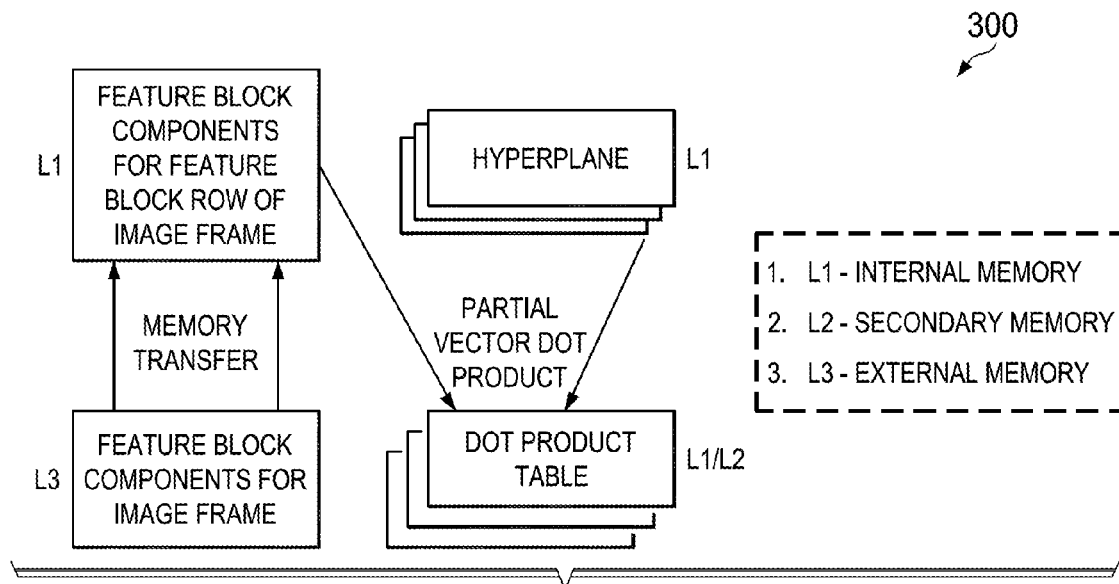 300
FEATURE BLOCK
COMPONENTS
FOR FEATURE
BLOCK ROW OF
IMAGE FRAME
L1
HYPERPLANE
L1
MEMORY
TRANSFER
PARTIAL
VECTOR DOT
PRODUCT
1. L1 - INTERNAL MEMORY
2. L2 - SECONDARY MEMORY
3. L3 - EXTERNAL MEMORY
L3
FEATURE BLOCK
COMPONENTS FOR
IMAGE FRAME
DOT PRODUCT
TABLE
L1/L2